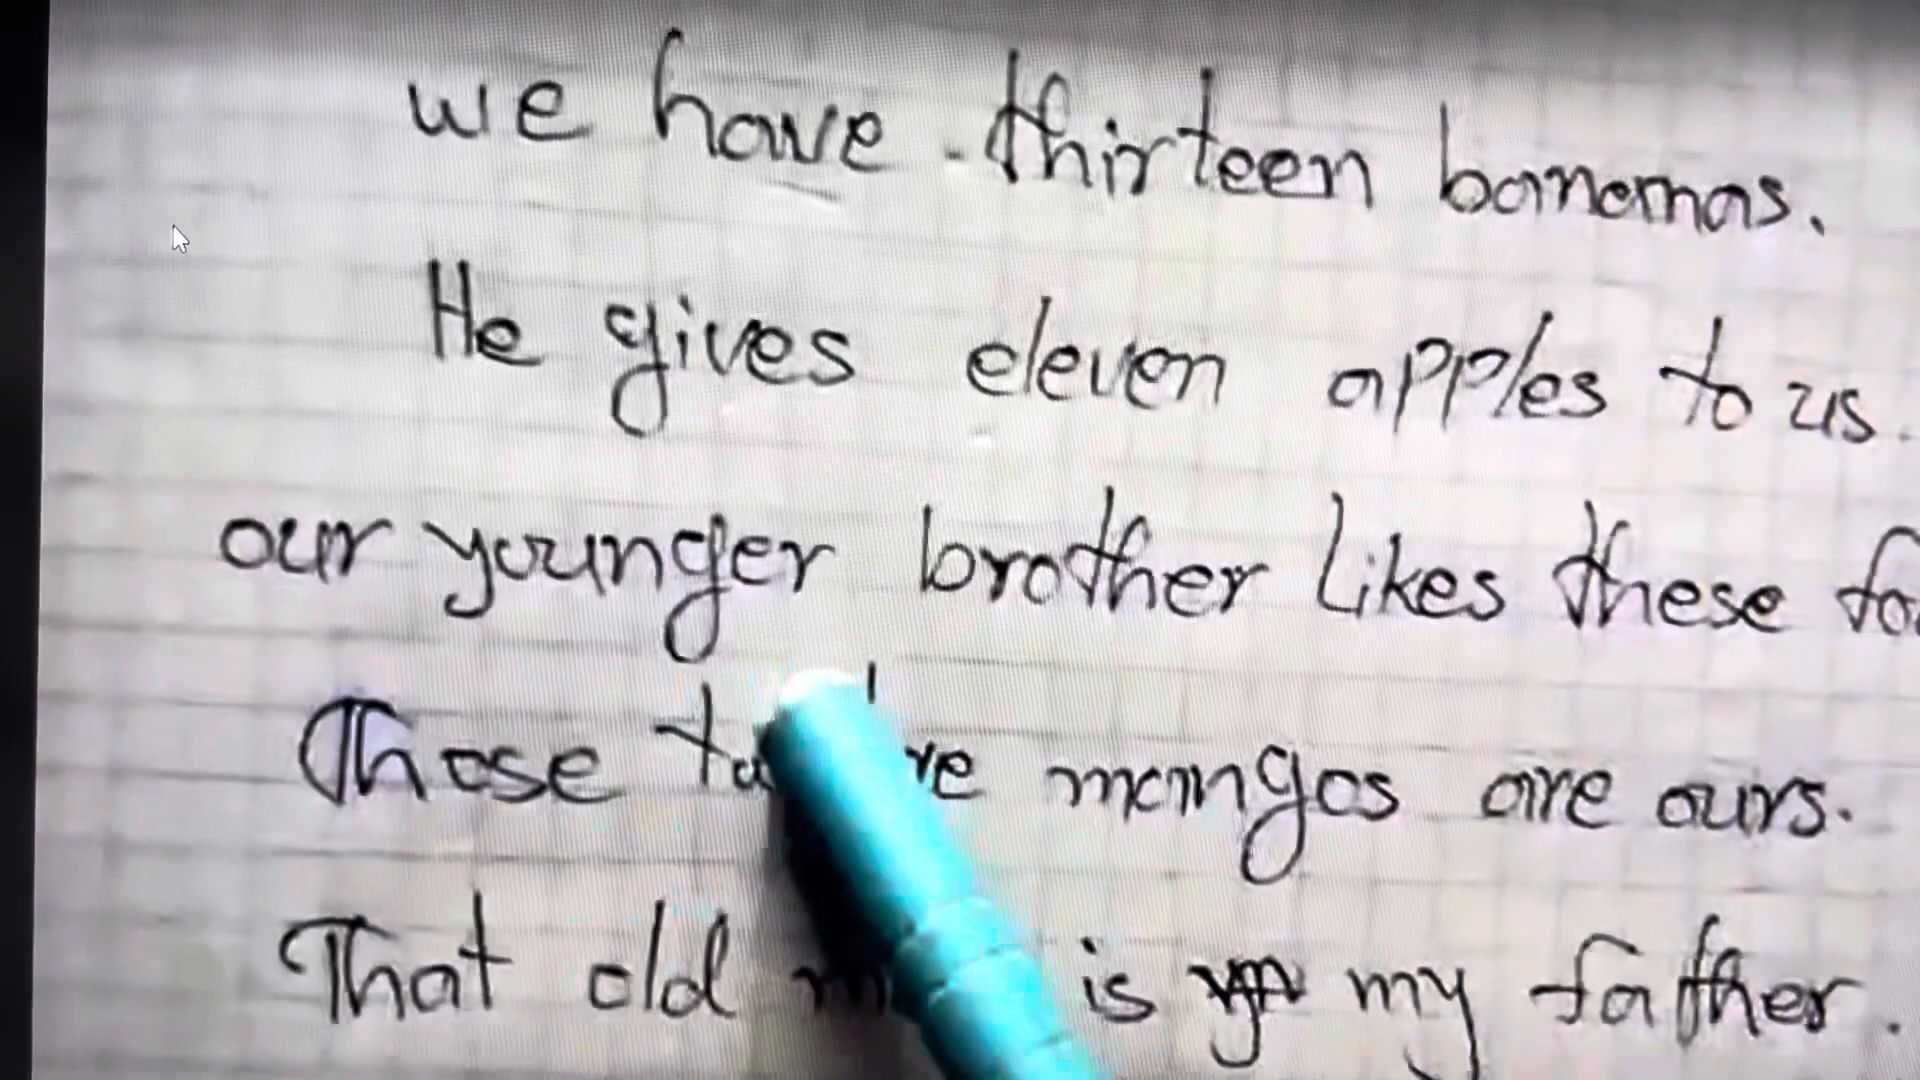 we have thirteen bananas.
He gives eleven apples to us.
our younger brother likes these
Those mangos are ours.
That old is my father.